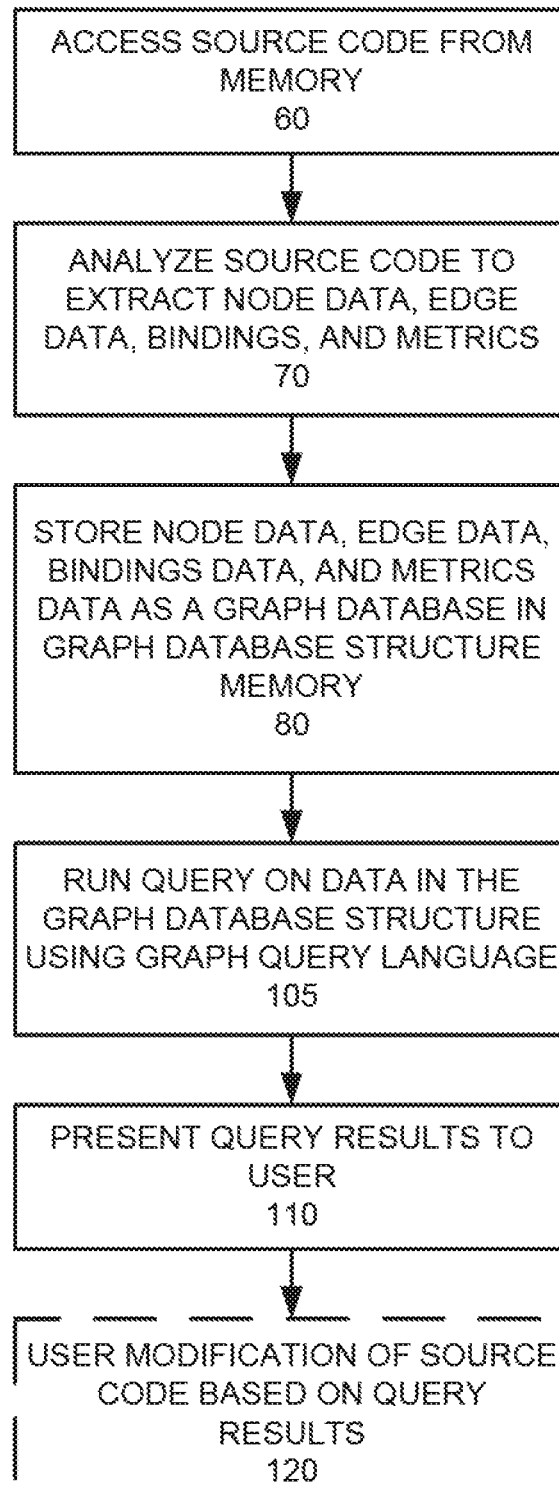 ACCESS SOURCE CODE FROM
MEMORY
60
ANALYZE SOURCE CODE TO
EXTRACT NODE DATA, EDGE
DATA, BINDINGS, AND METRICS
70
STORE NODE DATA, EDGE DATA,
BINDINGS DATA, AND METRICS
DATA AS A GRAPH DATABASE IN
GRAPH DATABASE STRUCTURE
MEMORY
80
RUN QUERY ON DATA IN THE
GRAPH DATABASE STRUCTURE
USING GRAPH QUERY LANGUAGE
105
PRESENT QUERY RESULTS TO
USER
110
USER MODIFICATION OF SOURCE
CODE BASED ON QUERY
RESULTS
120